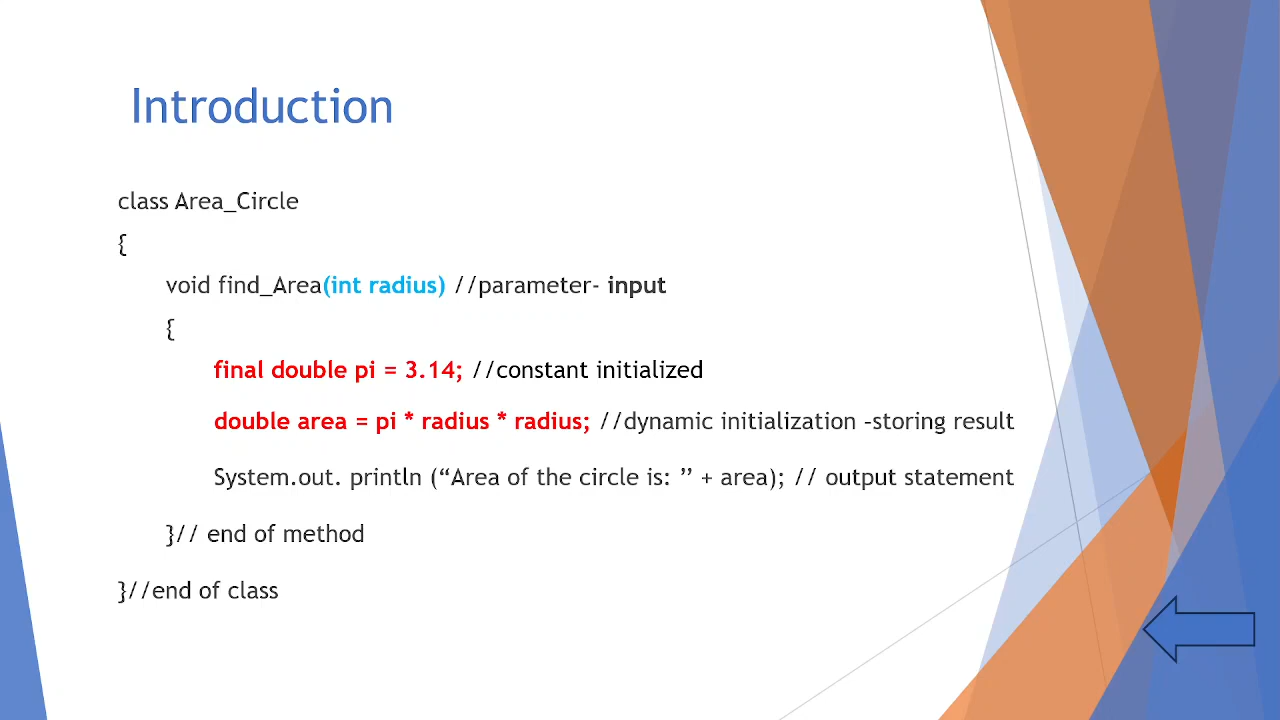 Introduction
class Area_Circle
{
void find_Area(int radius) //parameter- input
{
final double pi = 3.14; //constant initialized
double area = pi * radius * radius; //dynamic initialization –storing result
System.out. println (“Area of the circle is: ” + area); // output statement
}// end of method
}//end of class